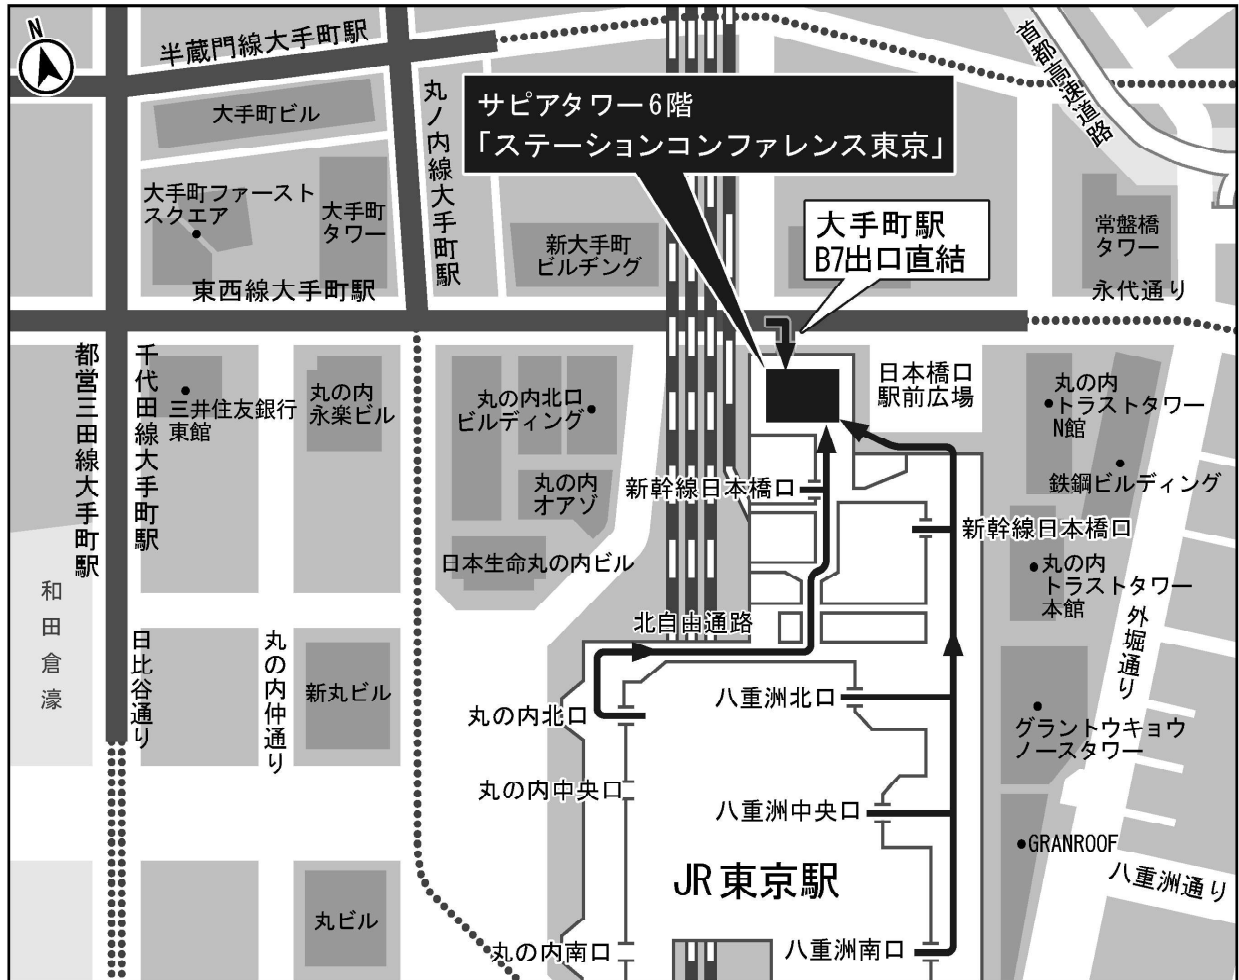 N
半蔵門線大手町駅
首都高速道路
大手町ビル
丸ノ内線大手町駅
サピアタワー6階
「ステーションコンファレンス東京」
大手町ファースト
スクエア
大手町
タワー
新大手町
ビルヂング
大手町駅
B7出口直結
常盤橋
タワー
東西線大手町駅
永代通り
都営三田線大手町駅
千代田線大手町駅
三井住友銀行
東館
丸の内
永楽ビル
丸の内北口
ビルディング
日本橋口
駅前広場
丸の内
トラストタワー
N館
丸の内
オアゾ
新幹線日本橋口
鉄鋼ビルディング
新幹線日本橋口
日本生命丸の内ビル
丸の内
トラストタワー
本館
和田倉濠
北自由通路
外堀通り
日比谷通り
丸の内仲通り
新丸ビル
丸の内北口
八重洲北口
グラントウキョウ
ノースタワー
丸の内中央口
八重洲中央口
GRANROOF
JR東京駅
八重洲通り
丸ビル
丸の内南口
八重洲南口